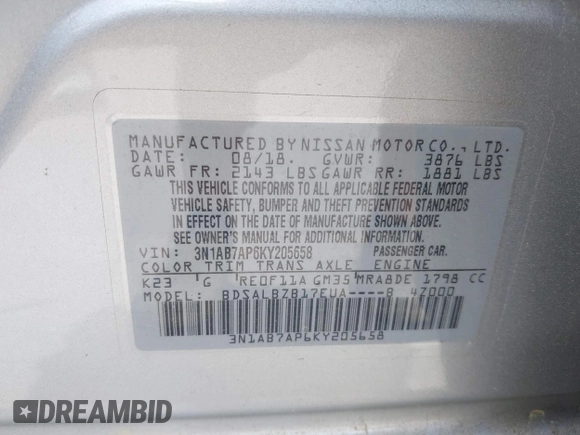 MANUFACTURED BY NISSAN MOTOR CO., LTD.
DATE: 08/18. GVWR: 3876 LBS
GAWR FR: 2143 LBS GAWR RR: 1881 LBS
THIS VEHICLE CONFORMS TO ALL APPLICABLE FEDERAL MOTOR
VEHICLE SAFETY, BUMPER AND THEFT PREVENTION STANDARDS
IN EFFECT ON THE DATE OF MANUFACTURE SHOWN ABOVE.
SEE OWNER'S MANUAL FOR ADDITIONAL INFORMATION.
VIN: 3N1AB7AP6KY205658 PASSENGER CAR.
COLOR TRIM TRANS AXLE ENGINE
K23 G RE0F11A GM35 MRA8DE 1798 CC
MODEL: BDSALBZB17EUA----B 4Z000
3N1AB7AP6KY205658
DREAMBID